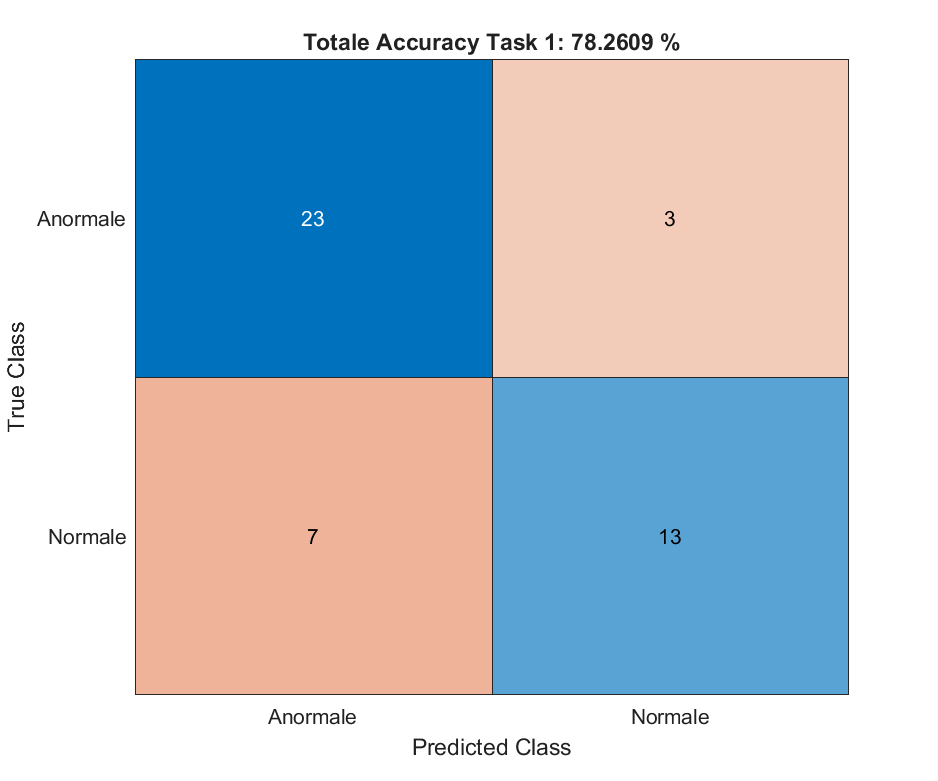 Totale Accuracy Task 1: 78.2609 %
Anormale
23
3
True Class
Normale
7
13
Anormale
Normale
Predicted Class